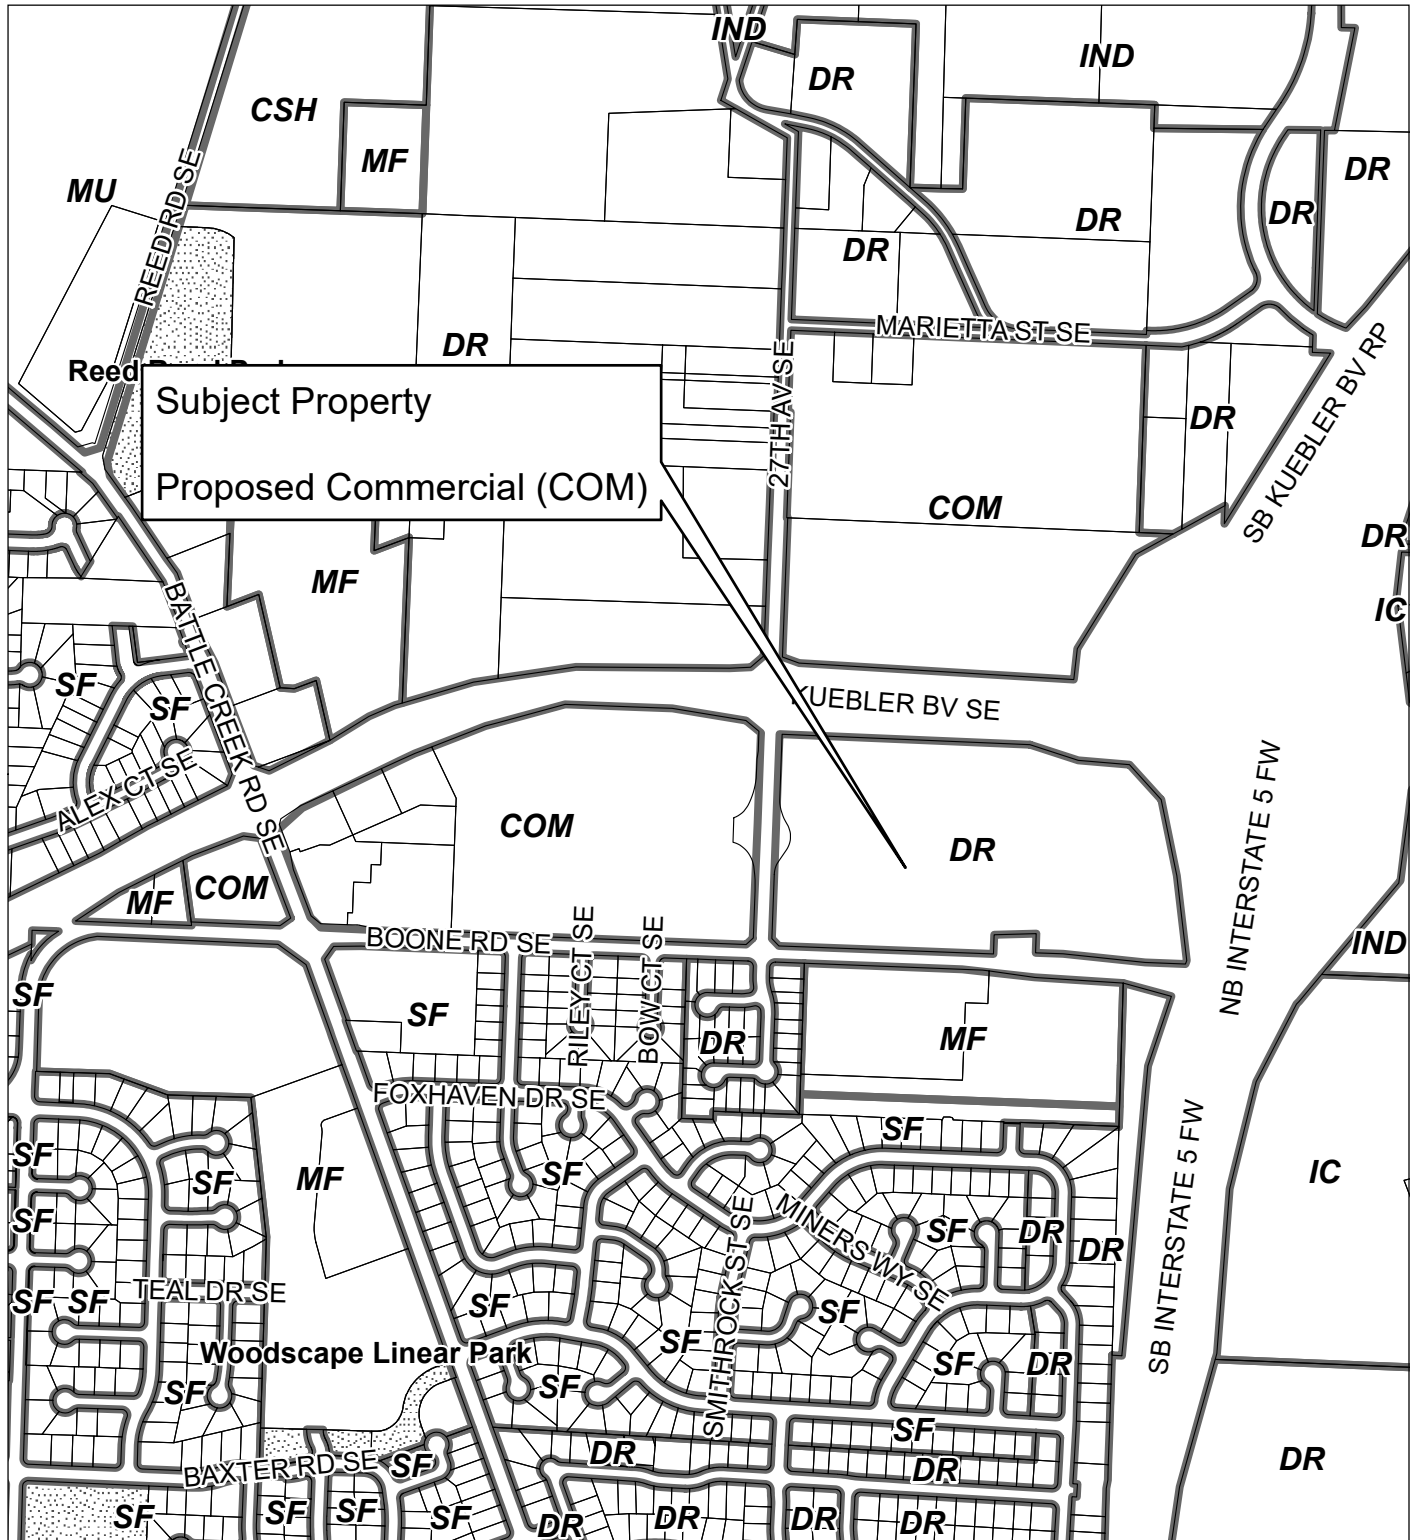 IND
IND
DR
CSH
MF
MU
DR
DR
DR
DR
REED RD SE
DR
MARIETTA ST SE
Reed
Subject Property
Proposed Commercial (COM)
27TH AV SE
DR
SB KUEBLER BV RP
COM
DR
MF
IC
BATTLE CREEK RD SE
SF
SF
KUEBLER BV SE
ALEX CT SE
COM
DR
NB INTERSTATE 5 FW
MF
COM
BOONE RD SE
RILEY CT SE
BOW CT SE
IND
SF
SF
DR
MF
FOXHAVEN DR SE
SF
SF
SF
MF
SF
SB INTERSTATE 5 FW
IC
SF
SMITHROCK ST SE
MINERS WY SE
SF
DR
DR
TEAL DR SE
SF
SF
SF
SF
SF
Woodscape Linear Park
SF
DR
SF
SF
SF
DR
DR
DR
BAXTER RD SE
SF
SF
SF
SF
SF
DR
DR
DR
DR